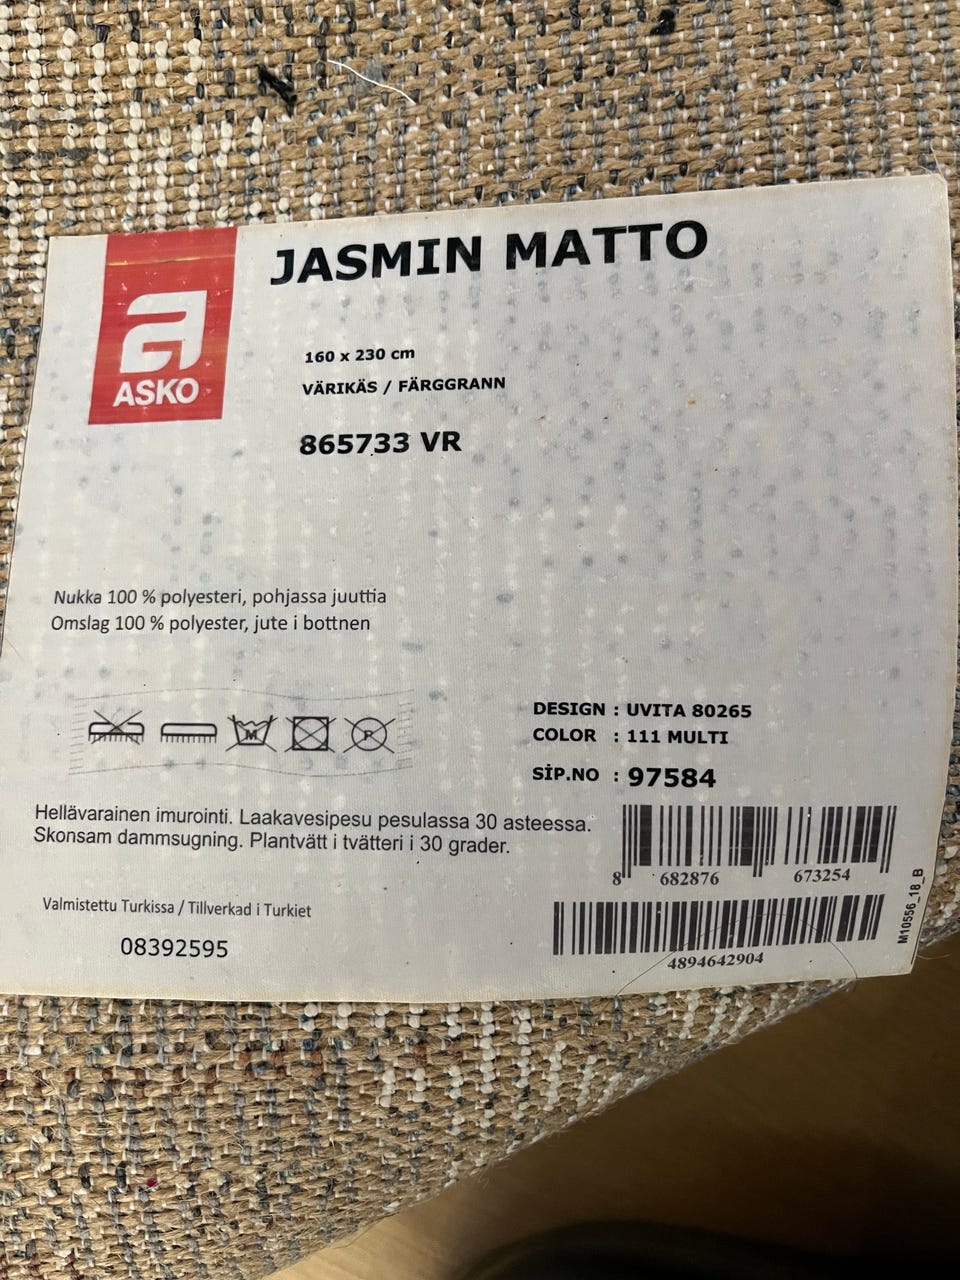 JASMIN MATTO
a
ASKO
160 x 230 cm
VÄRIKÄS / FÄRGGRANN
865733 VR
Nukka 100 % polyesteri, pohjassa juuttia
Omslag 100 % polyester, jute i bottnen
M
P
DESIGN : UVITA 80265
COLOR : 111 MULTI
SİP.NO : 97584
Hellävarainen imurointi. Laakavesipesu pesulassa 30 asteessa.
Skonsam dammsugning. Plantvätt i tvätteri i 30 grader.
8 682876 673254
Valmistettu Turkissa / Tillverkad i Turkiet
08392595
4894642904
M10556_18_B